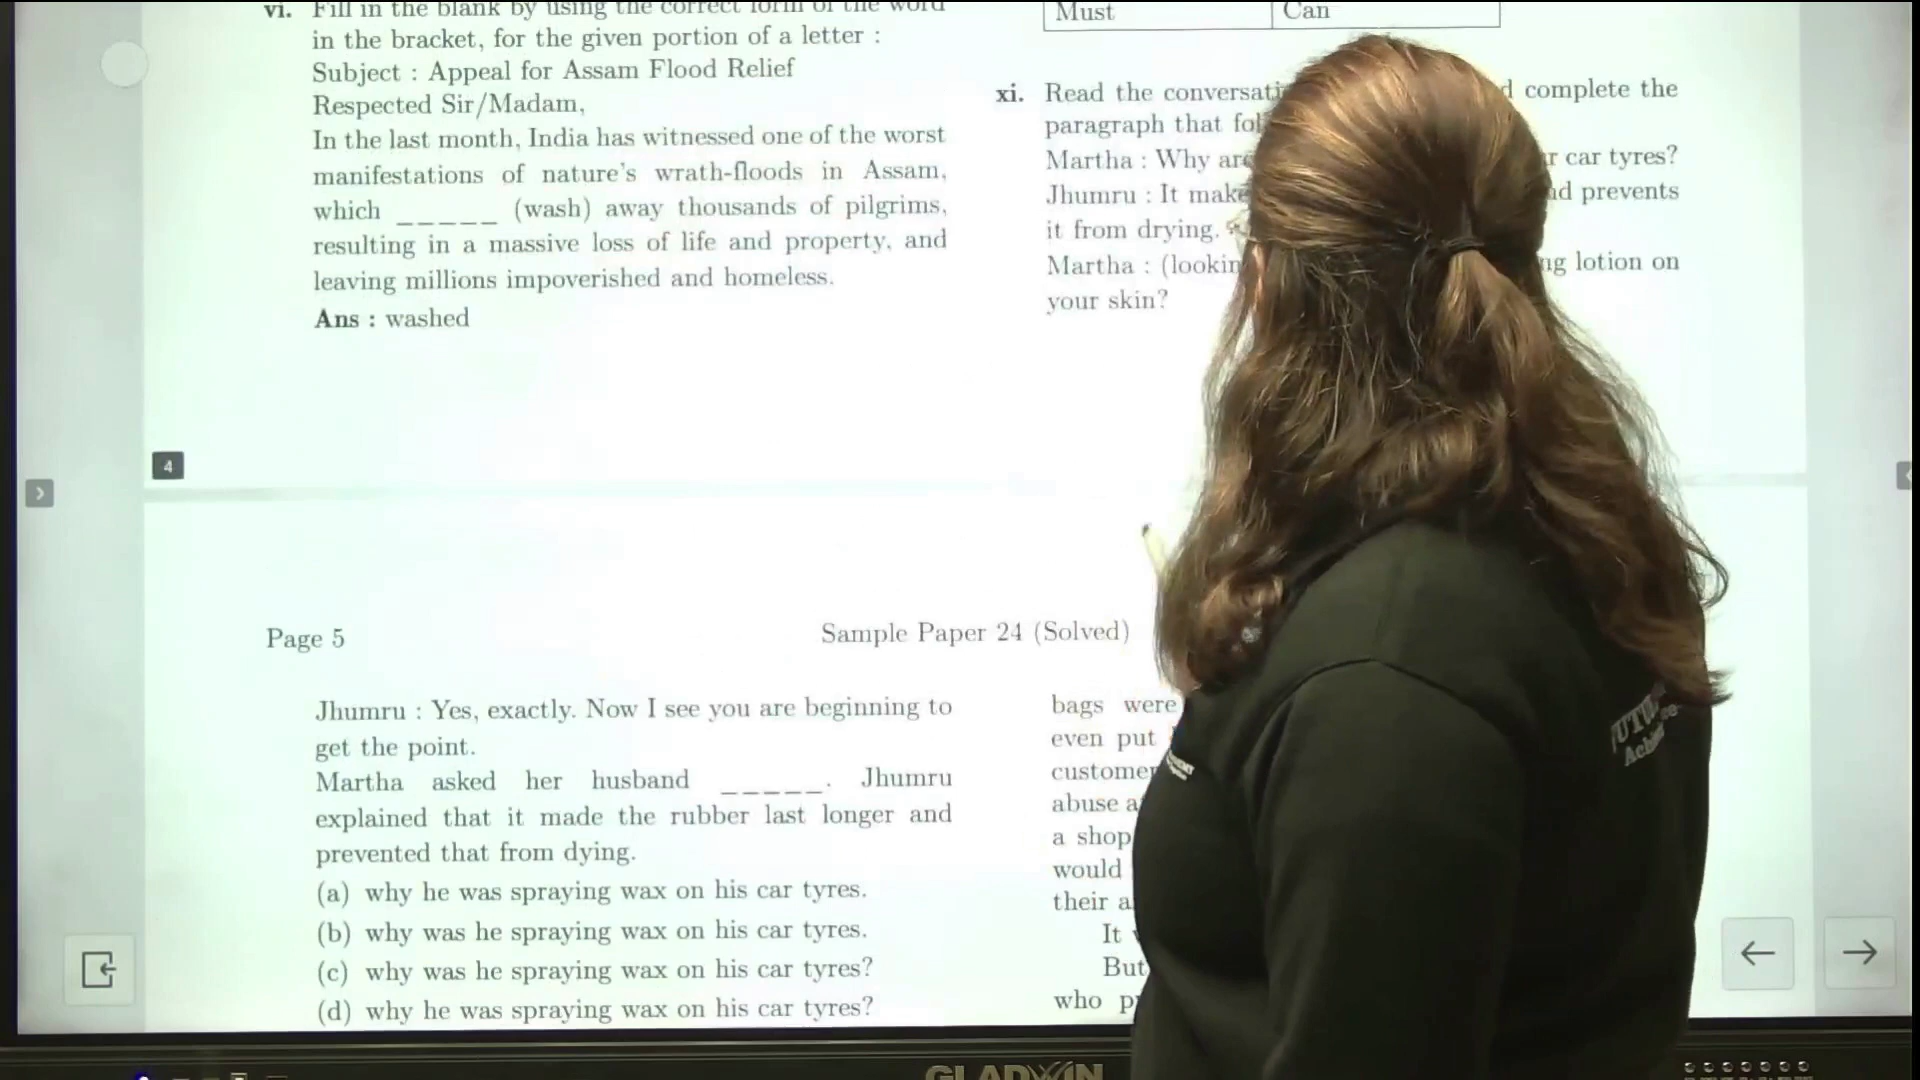 vi. Fill in the blank by using the correct form of the word
in the bracket, for the given portion of a letter :
Subject : Appeal for Assam Flood Relief
Respected Sir/Madam,
In the last month, India has witnessed one of the worst
manifestations of nature's wrath-floods in Assam,
which _____ (wash) away thousands of pilgrims,
resulting in a massive loss of life and property, and
leaving millions impoverished and homeless.
Ans : washed
Must Can
xi. Read the complete the
paragraph that
Martha : Why car tyres?
Jhumru : It prevents
it from drying.
Martha : lotion on
your skin?
4
Page 5
Sample Paper 24 (Solved)
Jhumru : Yes, exactly. Now I see you are beginning to
get the point.
Martha asked her husband _____. Jhumru
explained that it made the rubber last longer and
prevented that from dying.
(a) why he was spraying wax on his car tyres.
(b) why was he spraying wax on his car tyres.
(c) why was he spraying wax on his car tyres?
(d) why he was spraying wax on his car tyres?
bags were
even put
abuse
a shop
would
their
It
But
who
GLADWIN